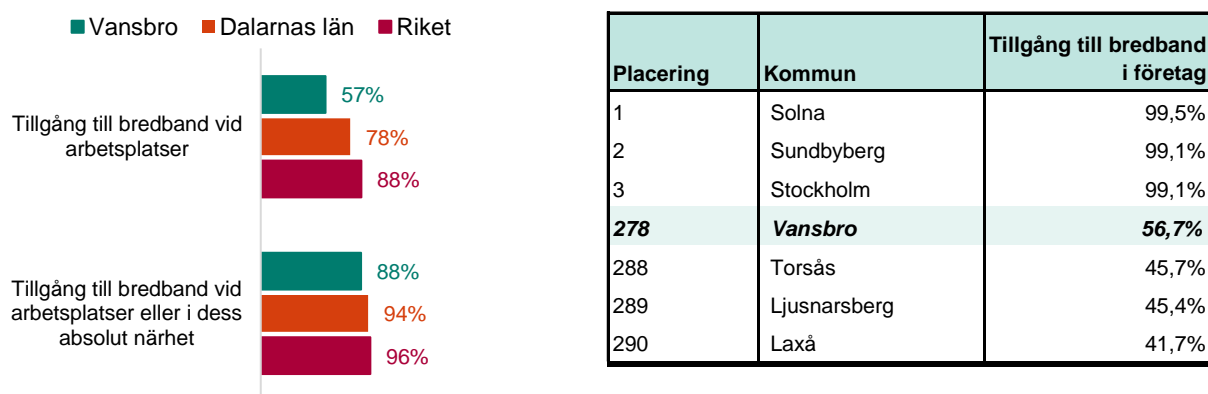 Vansbro Dalarnas län Riket
Tillgång till bredband vid
arbetsplatser
57%
78%
88%
Tillgång till bredband vid
arbetsplatser eller i dess
absolut närhet
88%
94%
96%
Placering Kommun Tillgång till bredband
i företag
1 Solna 99,5%
2 Sundbyberg 99,1%
3 Stockholm 99,1%
278 Vansbro 56,7%
288 Torsås 45,7%
289 Ljusnarsberg 45,4%
290 Laxå 41,7%